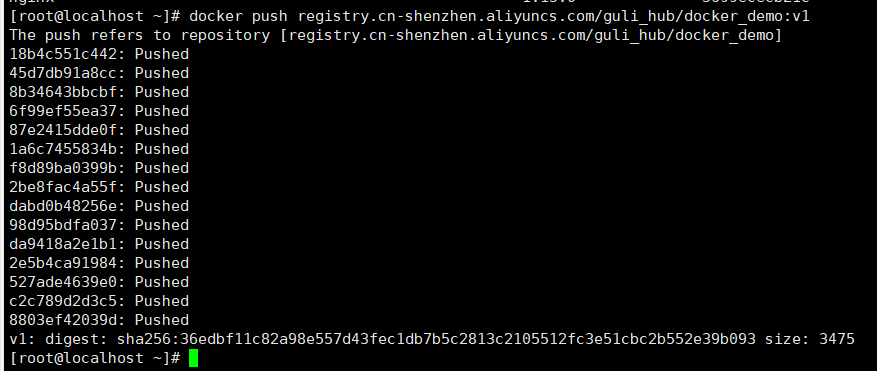 [root@localhost ~]# docker push registry.cn-shenzhen.aliyuncs.com/guli_hub/docker_demo:v1
The push refers to repository [registry.cn-shenzhen.aliyuncs.com/guli_hub/docker_demo]
18b4c551c442: Pushed
45d7db91a8cc: Pushed
8b34643bbcbf: Pushed
6f99ef55ea37: Pushed
87e2415dde0f: Pushed
1a6c7455834b: Pushed
f8d89ba0399b: Pushed
2be8fac4a55f: Pushed
dabd0b48256e: Pushed
98d95bdfa037: Pushed
da9418a2e1b1: Pushed
2e5b4ca91984: Pushed
527ade4639e0: Pushed
c2c789d2d3c5: Pushed
8803ef42039d: Pushed
v1: digest: sha256:36edbf11c82a98e557d43fec1db7b5c2813c2105512fc3e51cbc2b552e39b093 size: 3475
[root@localhost ~]#